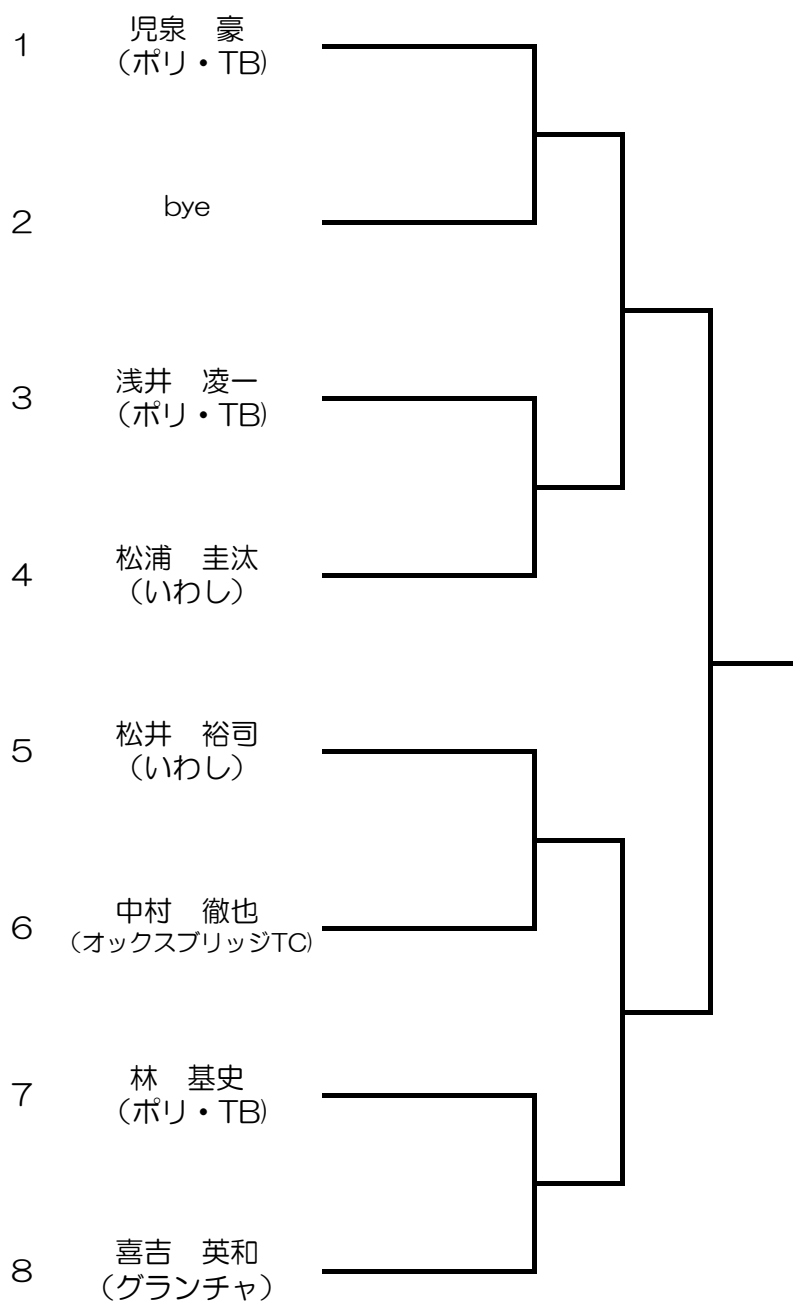 1
児泉　豪
（ポリ・TB）
2
bye
3
浅井　凌一
（ポリ・TB）
4
松浦　圭汰
（いわし）
5
松井　裕司
（いわし）
6
中村　徹也
（オックスブリッジTC）
7
林　基史
（ポリ・TB）
8
喜吉　英和
（グランチャ）